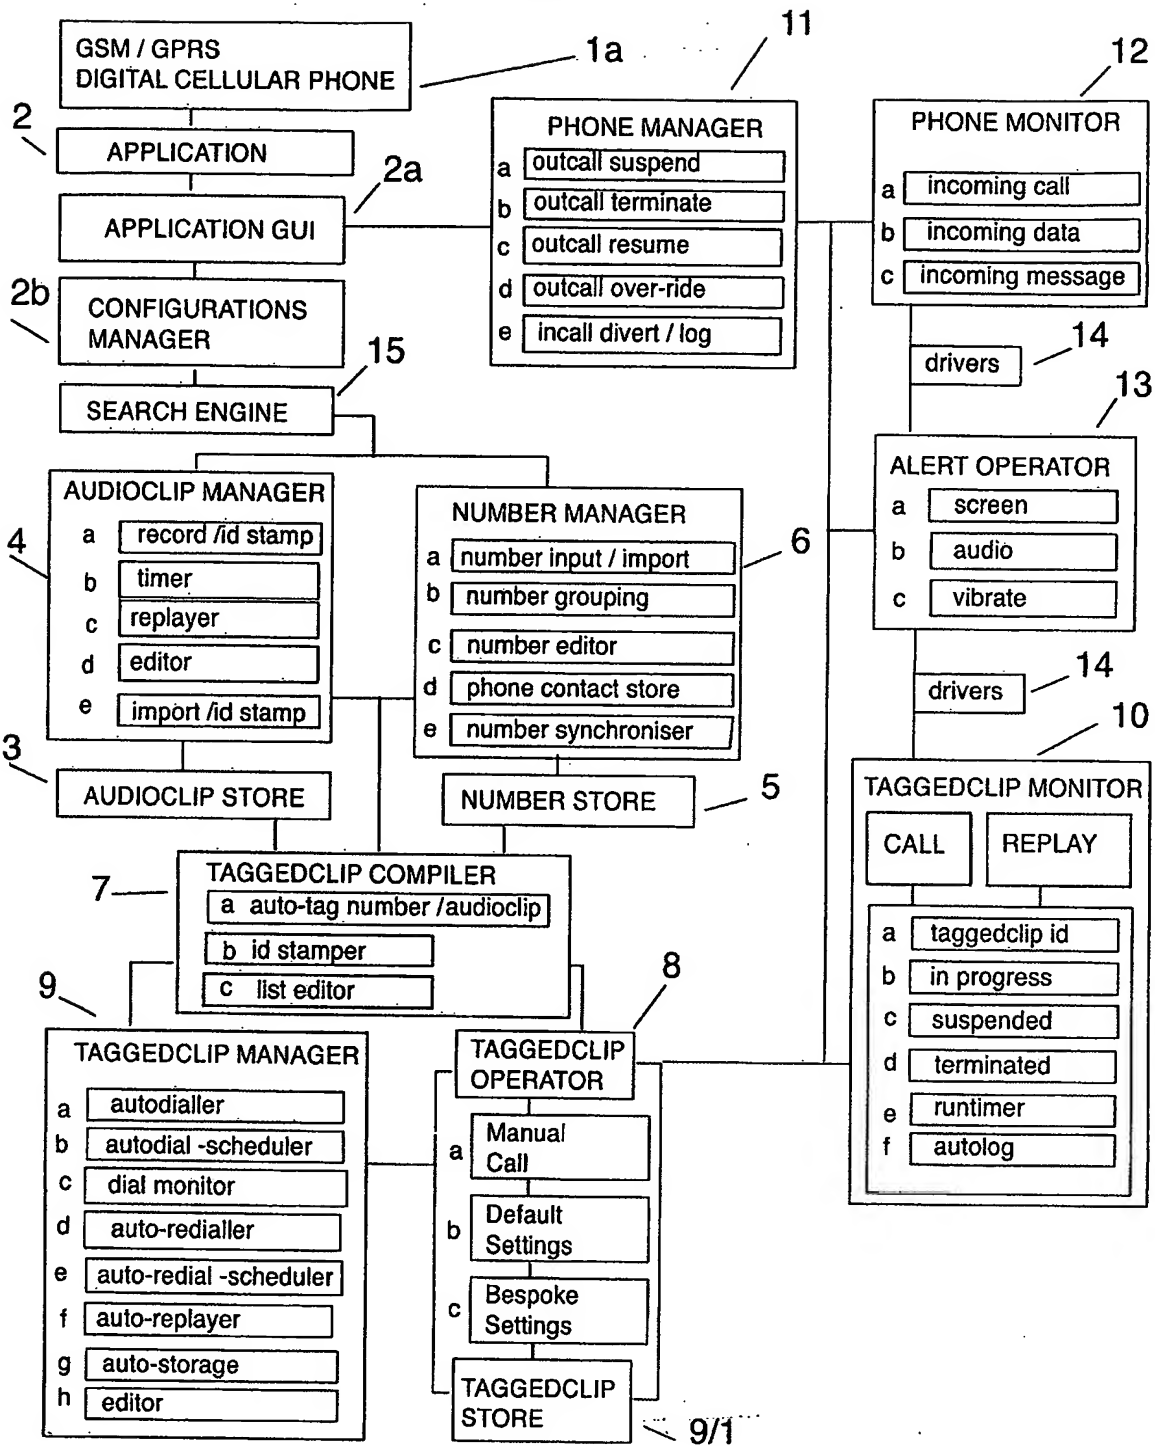 GSM / GPRS
DIGITAL CELLULAR PHONE
1a
2
APPLICATION
2a
APPLICATION GUI
2b
CONFIGURATIONS
MANAGER
15
SEARCH ENGINE
11
PHONE MANAGER
a outcall suspend
b outcall terminate
c outcall resume
d outcall over-ride
e incall divert / log
12
PHONE MONITOR
a incoming call
b incoming data
c incoming message
drivers
14
13
ALERT OPERATOR
a screen
b audio
c vibrate
drivers
14
4
AUDIOCLIP MANAGER
a record /id stamp
b timer
c replayer
d editor
e import /id stamp
3
AUDIOCLIP STORE
6
NUMBER MANAGER
a number input / import
b number grouping
c number editor
d phone contact store
e number synchroniser
NUMBER STORE
5
7
TAGGEDCLIP COMPILER
a auto-tag number /audioclip
b id stamper
c list editor
10
TAGGEDCLIP MONITOR
CALL
REPLAY
a taggedclip id
b in progress
c suspended
d terminated
e runtimer
f autolog
9
TAGGEDCLIP MANAGER
a autodialler
b autodial -scheduler
c dial monitor
d auto-redialler
e auto-redial -scheduler
f auto-replayer
g auto-storage
h editor
8
TAGGEDCLIP
OPERATOR
a Manual
Call
b Default
Settings
c Bespoke
Settings
TAGGEDCLIP
STORE
9/1